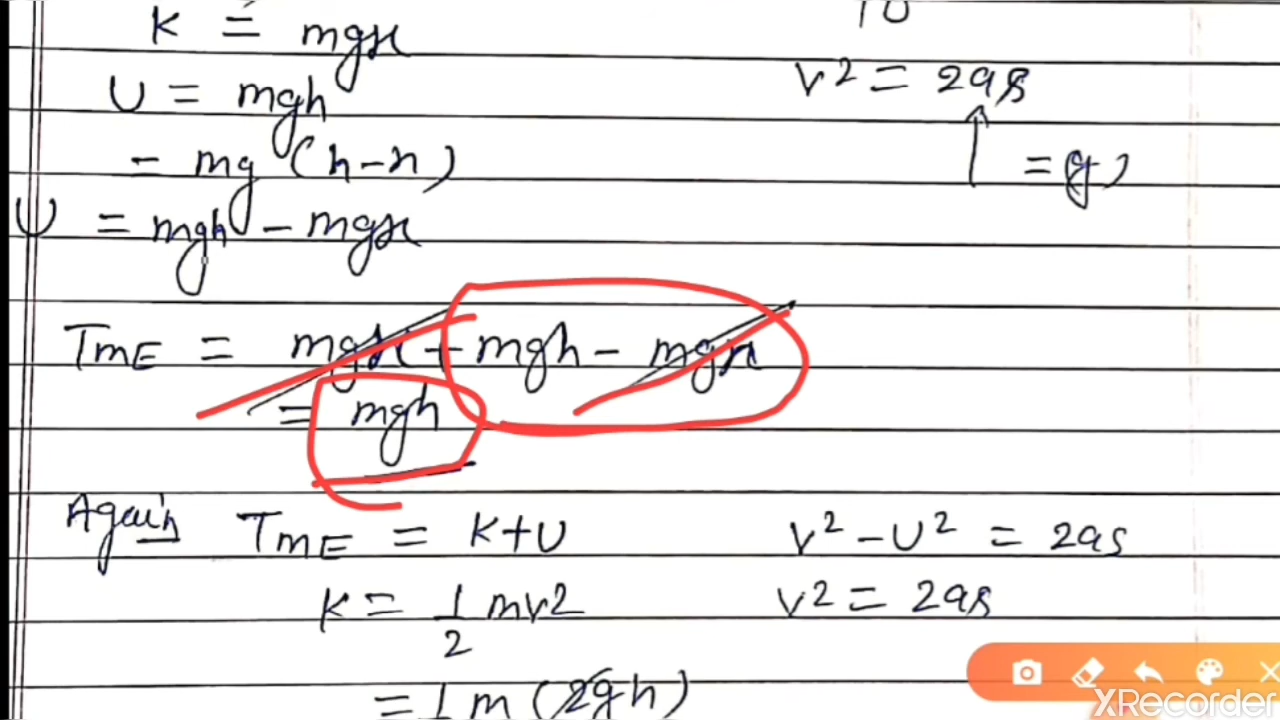 K = mgx
10
U = mgh
V² = 2as
= mg (h-x)
= g)
U = mgh - mgx
TmE = mgx + mgh - mgx
= mgh
Again TmE = K+U
V² - U² = 2as
K = 1/2 mv2
V² = 2as
= 1 m (2gh)
XRecorder